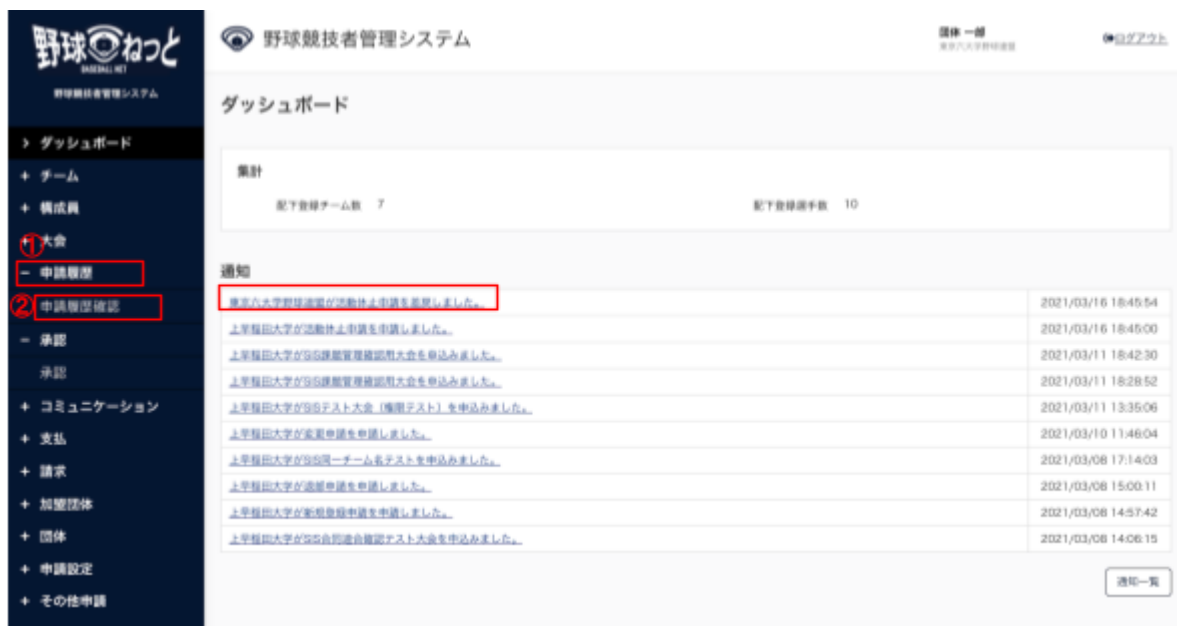 野球ねっと
BASEBALL NET
野球競技者管理システム
野球競技者管理システム
団体 一郎
東京六大学野球連盟
ログアウト
> ダッシュボード
+ チーム
+ 構成員
+ 大会
①
- 申請履歴
② 申請履歴確認
- 承認
承認
+ コミュニケーション
+ 支払
+ 請求
+ 加盟団体
+ 団体
+ 申請設定
+ その他申請
ダッシュボード
集計
配下登録チーム数 7
配下登録選手数 10
通知
東京六大学野球連盟が活動休止申請を差戻しました。 2021/03/16 18:45:54
上早稲田大学が活動休止申請を申請しました。 2021/03/16 18:45:00
上早稲田大学がSIS課題管理確認用大会を申込みました。 2021/03/11 18:42:30
上早稲田大学がSIS課題管理確認用大会を申込みました。 2021/03/11 18:28:52
上早稲田大学がSISテスト大会（権限テスト）を申込みました。 2021/03/11 13:35:06
上早稲田大学が変更申請を申請しました。 2021/03/10 11:46:04
上早稲田大学がSIS同一チーム名テストを申込みました。 2021/03/08 17:14:03
上早稲田大学が退部申請を申請しました。 2021/03/08 15:00:11
上早稲田大学が新規登録申請を申請しました。 2021/03/08 14:57:42
上早稲田大学がSIS合同連合確認テスト大会を申込みました。 2021/03/08 14:06:15
通知一覧